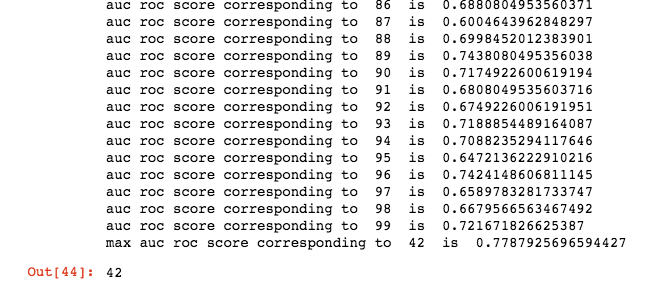 auc roc score corresponding to 86 is 0.6880804953560371
auc roc score corresponding to 87 is 0.6004643962848297
auc roc score corresponding to 88 is 0.6998452012383901
auc roc score corresponding to 89 is 0.7438080495356038
auc roc score corresponding to 90 is 0.7174922600619194
auc roc score corresponding to 91 is 0.6808049535603716
auc roc score corresponding to 92 is 0.6749226006191951
auc roc score corresponding to 93 is 0.7188854489164087
auc roc score corresponding to 94 is 0.7088235294117646
auc roc score corresponding to 95 is 0.6472136222910216
auc roc score corresponding to 96 is 0.7424148606811145
auc roc score corresponding to 97 is 0.6589783281733747
auc roc score corresponding to 98 is 0.6679566563467492
auc roc score corresponding to 99 is 0.721671826625387
max auc roc score corresponding to 42 is 0.7787925696594427
Out[44]: 42